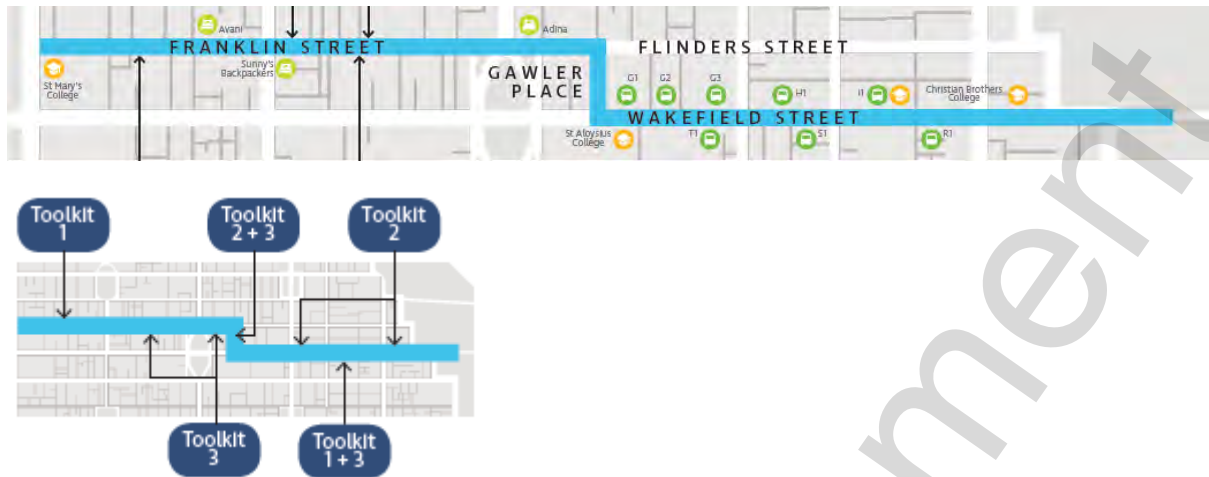 Avani
Adina
FRANKLIN STREET
FLINDERS STREET
St Mary's
College
Sunny's
Backpackers
GAWLER
PLACE
G1
G2
G3
H1
I1
Christian Brothers
College
WAKEFIELD STREET
St Aloysius
College
T1
S1
R1
Toolkit
1
Toolkit
2 + 3
Toolkit
2
Toolkit
3
Toolkit
1 + 3
ment